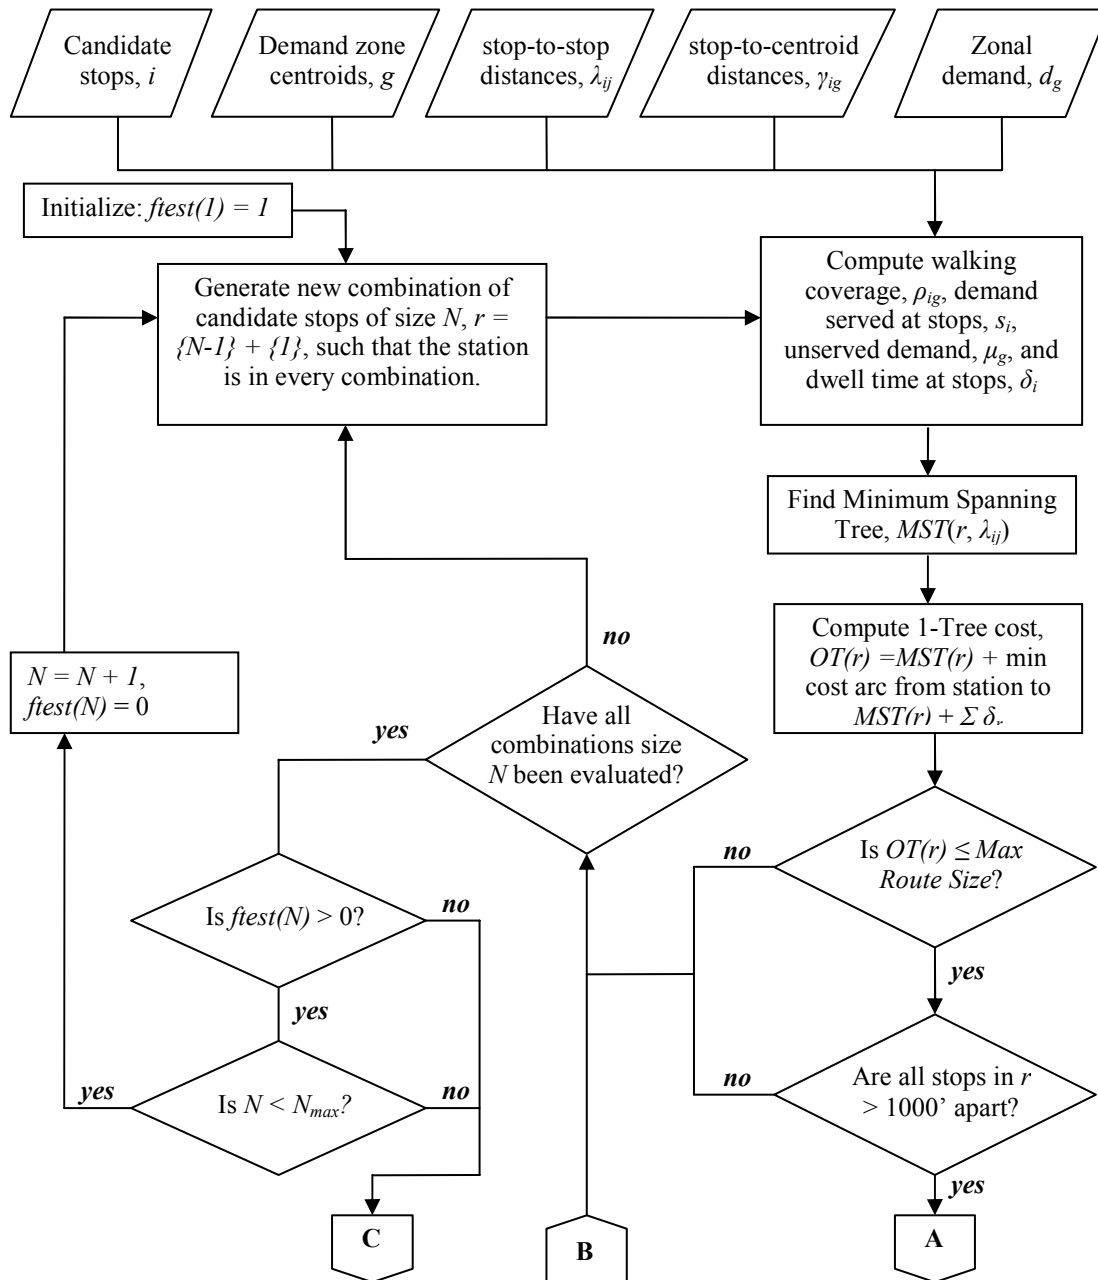 Candidate
stops, i
Demand zone
centroids, g
stop-to-stop
distances, λij
stop-to-centroid
distances, γig
Zonal
demand, dg
Initialize: ftest(1) = 1
Generate new combination of
candidate stops of size N, r =
{N-1} + {1}, such that the station
is in every combination.
Compute walking
coverage, ρig, demand
served at stops, si,
unserved demand, μg, and
dwell time at stops, δi
Find Minimum Spanning
Tree, MST(r, λij)
Compute 1-Tree cost,
OT(r) =MST(r) + min
cost arc from station to
MST(r) + Σ δr
N = N + 1,
ftest(N) = 0
no
yes
Have all
combinations size
N been evaluated?
no
Is OT(r) ≤ Max
Route Size?
yes
Is ftest(N) > 0?
no
yes
yes
Is N < Nmax?
no
no
Are all stops in r
> 1000’ apart?
yes
C
B
A